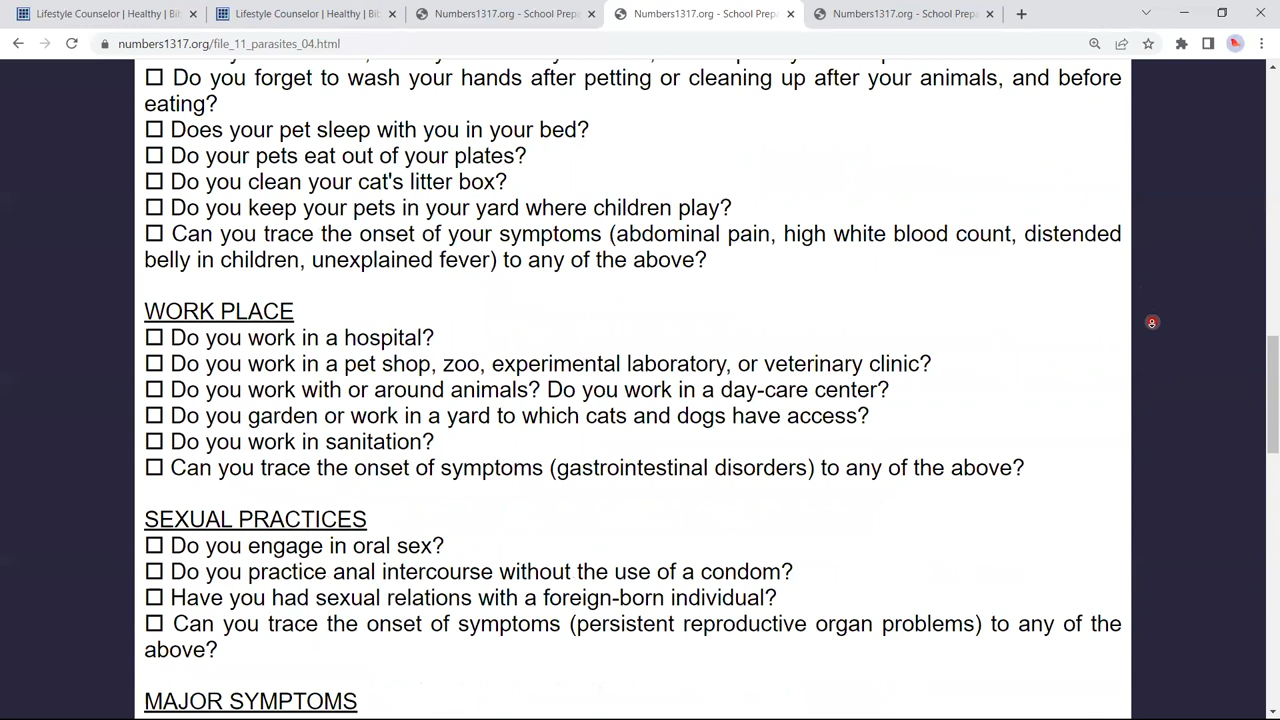 Lifestyle Counselor | Healthy | Bib
Lifestyle Counselor | Healthy | Bib
Numbers1317.org - School Prepa
Numbers1317.org - School Prepa
Numbers1317.org - School Prepa
numbers1317.org/file_11_parasites_04.html
Do you forget to wash your hands after petting or cleaning up after your animals, and before
eating?
Does your pet sleep with you in your bed?
Do your pets eat out of your plates?
Do you clean your cat's litter box?
Do you keep your pets in your yard where children play?
Can you trace the onset of your symptoms (abdominal pain, high white blood count, distended
belly in children, unexplained fever) to any of the above?
WORK PLACE
Do you work in a hospital?
Do you work in a pet shop, zoo, experimental laboratory, or veterinary clinic?
Do you work with or around animals? Do you work in a day-care center?
Do you garden or work in a yard to which cats and dogs have access?
Do you work in sanitation?
Can you trace the onset of symptoms (gastrointestinal disorders) to any of the above?
SEXUAL PRACTICES
Do you engage in oral sex?
Do you practice anal intercourse without the use of a condom?
Have you had sexual relations with a foreign-born individual?
Can you trace the onset of symptoms (persistent reproductive organ problems) to any of the
above?
MAJOR SYMPTOMS